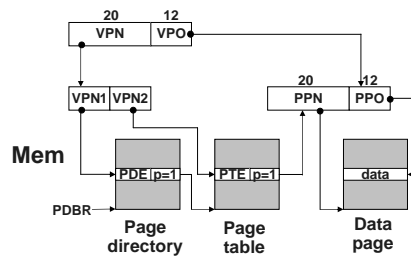 20 12
VPN VPO
20 12
VPN1 VPN2 PPN PPO
Mem
PDE p=1 PTE p=1 data
PDBR
Page directory
Page table
Data page